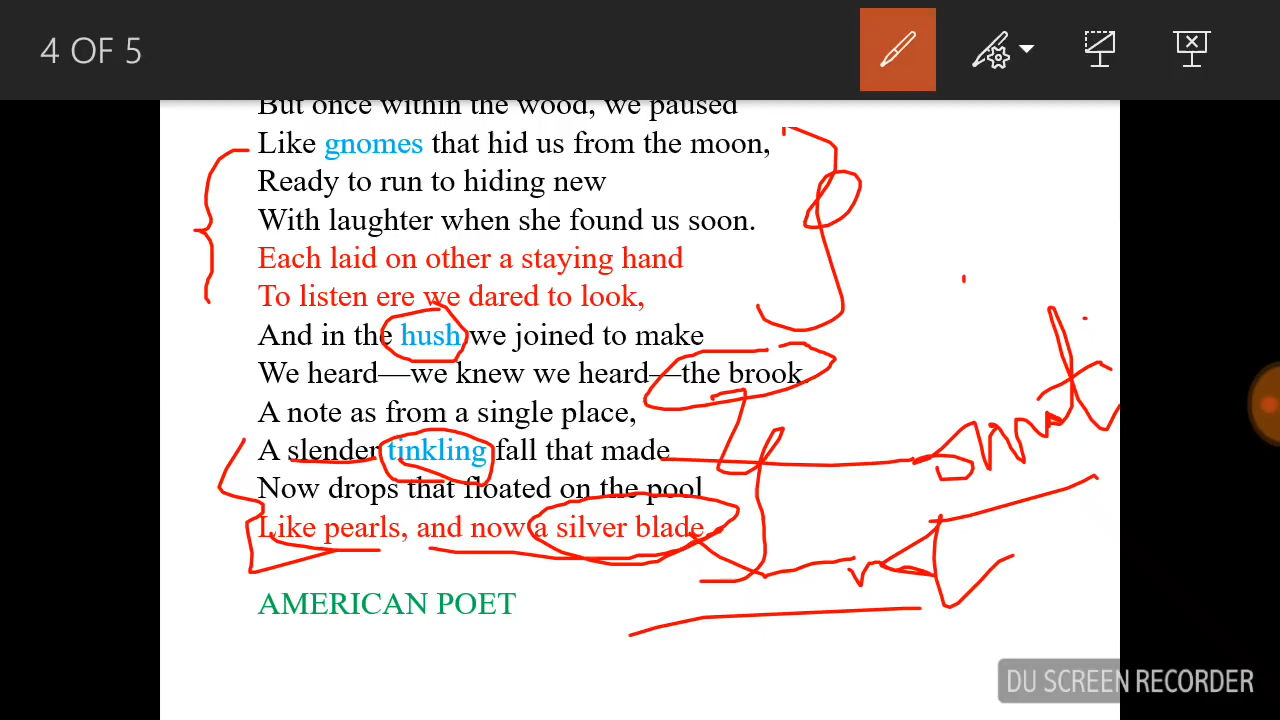 4 OF 5
But once within the wood, we paused
Like gnomes that hid us from the moon,
Ready to run to hiding new
With laughter when she found us soon.
Each laid on other a staying hand
To listen ere we dared to look,
And in the hush we joined to make
We heard—we knew we heard—the brook.
A note as from a single place,
A slender tinkling fall that made
Now drops that floated on the pool
Like pearls, and now a silver blade.
AMERICAN POET
DU SCREEN RECORDER